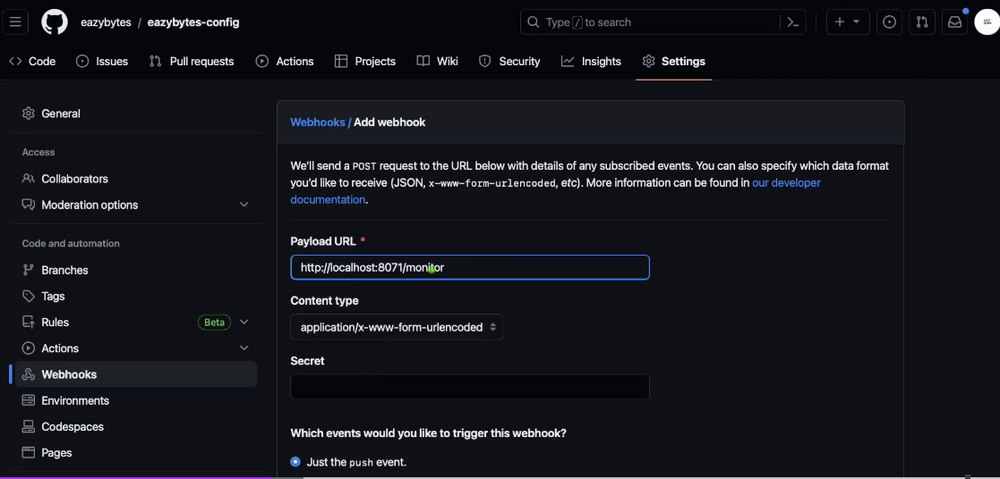 eazybytes / eazybytes-config
Type / to search
Code Issues Pull requests Actions Projects Wiki Security Insights Settings
General
Access
Collaborators
Moderation options
Code and automation
Branches
Tags
Rules Beta
Actions
Webhooks
Environments
Codespaces
Pages
Webhooks / Add webhook
We'll send a POST request to the URL below with details of any subscribed events. You can also specify which data format
you'd like to receive (JSON, x-www-form-urlencoded, etc). More information can be found in our developer
documentation.
Payload URL *
http://localhost:8071/monitor
Content type
application/x-www-form-urlencoded
Secret
Which events would you like to trigger this webhook?
Just the push event.